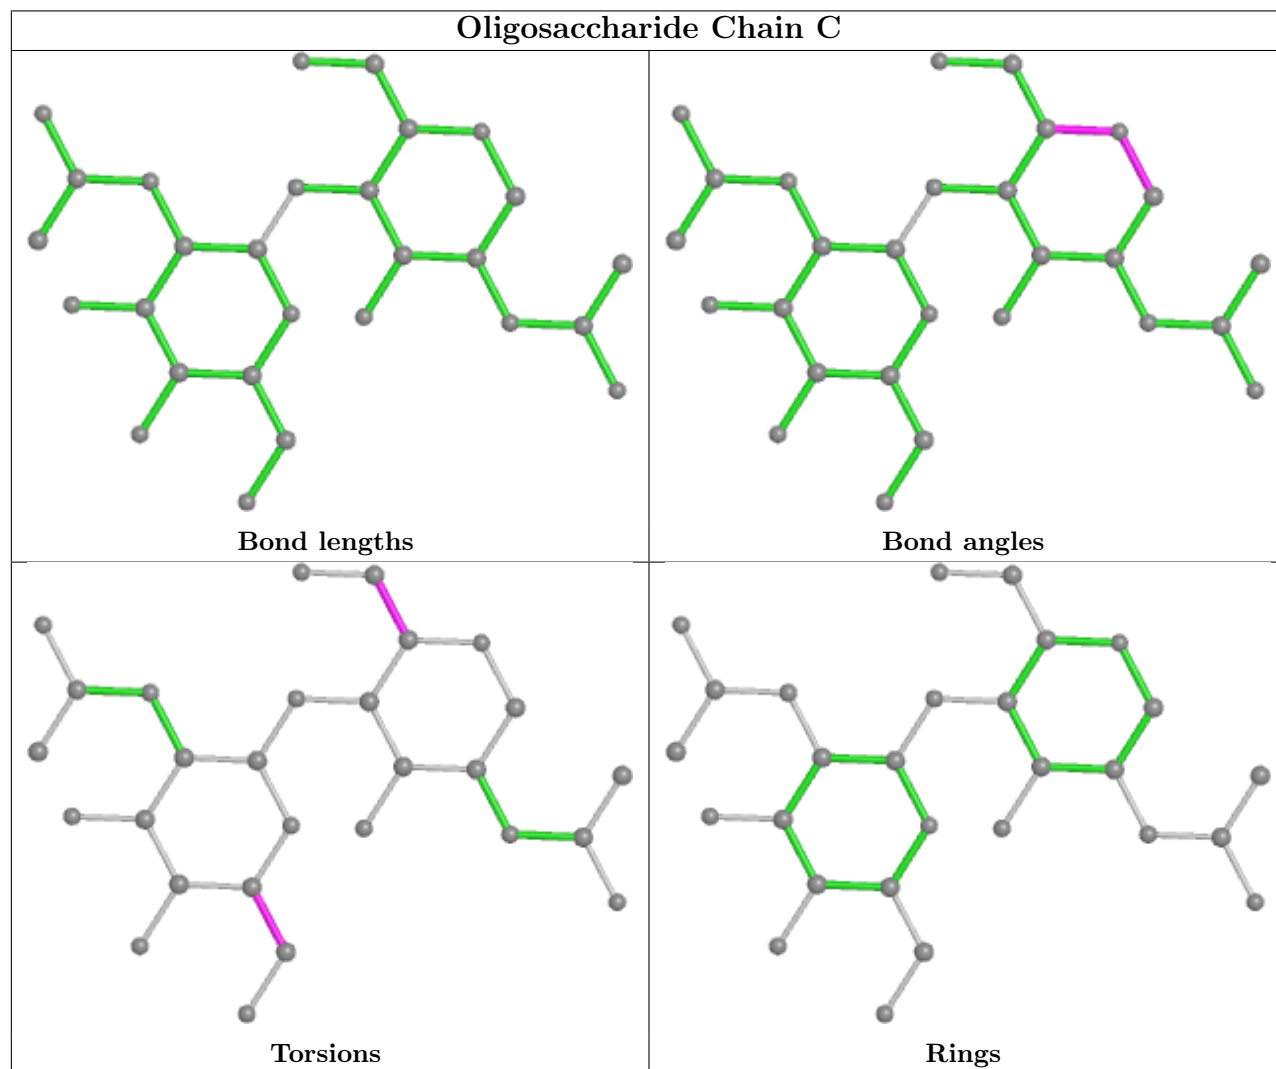 Oligosaccharide Chain C
Bond lengths
Bond angles
Torsions
Rings